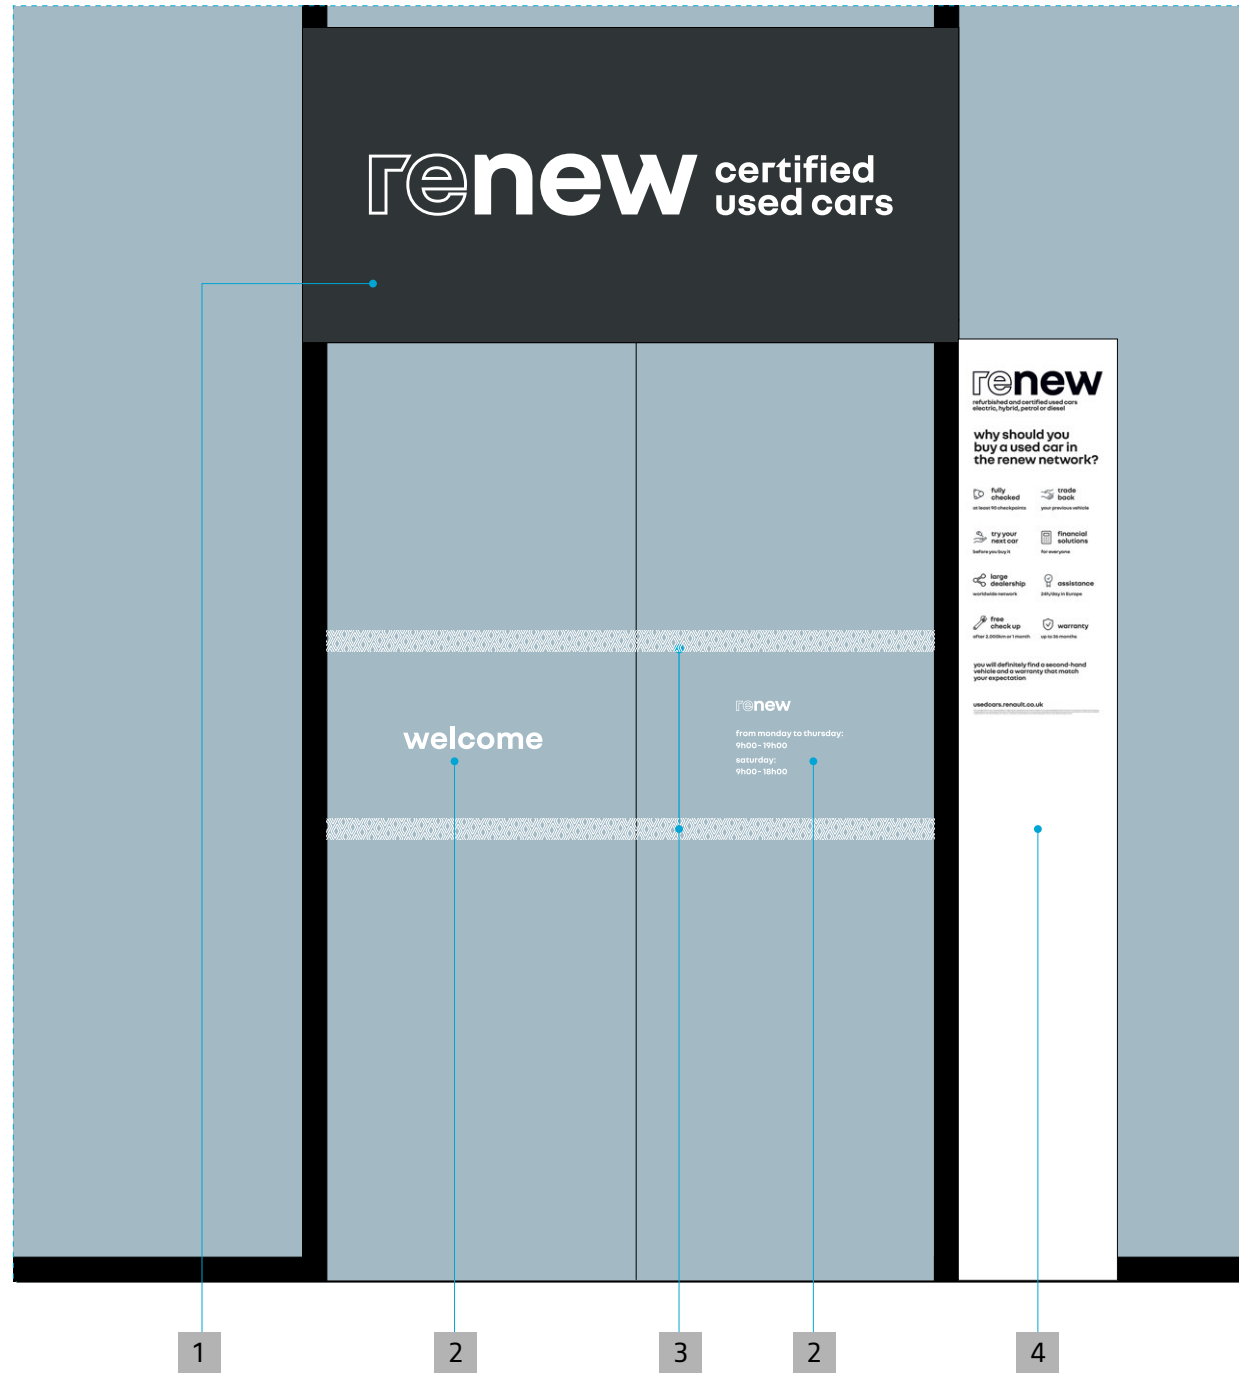 renew certified
used cars
renew
refurbished and certified used cars
electric, hybrid, petrol or diesel
why should you
buy a used car in
the renew network?
fully
checked
at least 90 checkpoints
trade
back
your previous vehicle
try your
next car
before you buy it
financial
solutions
for everyone
large
dealership
worldwide network
assistance
24h/day in Europe
free
check up
after 2.000km or 1 month
warranty
up to 36 months
you will definitely find a second-hand
vehicle and a warranty that match
your expectation
usedcars.renault.co.uk
welcome
renew
from monday to thursday:
9h00 - 19h00
saturday:
9h00 - 18h00
1
2
3
2
4